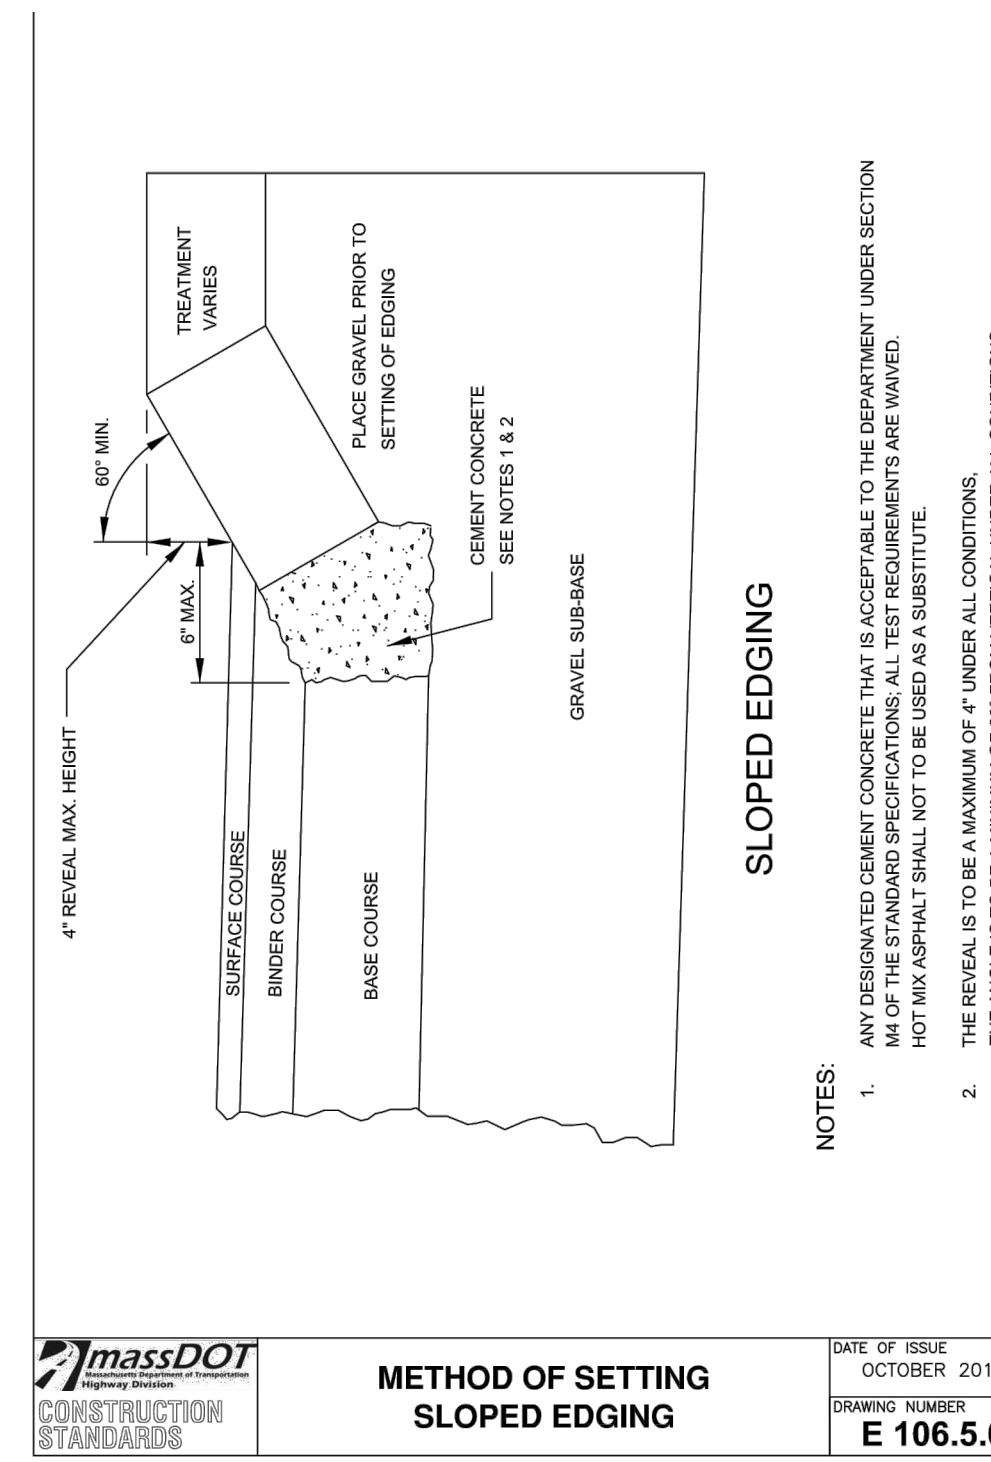 TREATMENT
VARIES
60° MIN.
4" REVEAL MAX. HEIGHT
6" MAX.
PLACE GRAVEL PRIOR TO
SETTING OF EDGING
CEMENT CONCRETE
SEE NOTES 1 & 2
SURFACE COURSE
BINDER COURSE
BASE COURSE
GRAVEL SUB-BASE
SLOPED EDGING
NOTES:
1. ANY DESIGNATED CEMENT CONCRETE THAT IS ACCEPTABLE TO THE DEPARTMENT UNDER SECTION
M4 OF THE STANDARD SPECIFICATIONS; ALL TEST REQUIREMENTS ARE WAIVED.
HOT MIX ASPHALT SHALL NOT TO BE USED AS A SUBSTITUTE.
2. THE REVEAL IS TO BE A MAXIMUM OF 4" UNDER ALL CONDITIONS,
massDOT
Massachusetts Department of Transportation
Highway Division
CONSTRUCTION
STANDARDS
METHOD OF SETTING
SLOPED EDGING
DATE OF ISSUE
OCTOBER 201
DRAWING NUMBER
E 106.5.